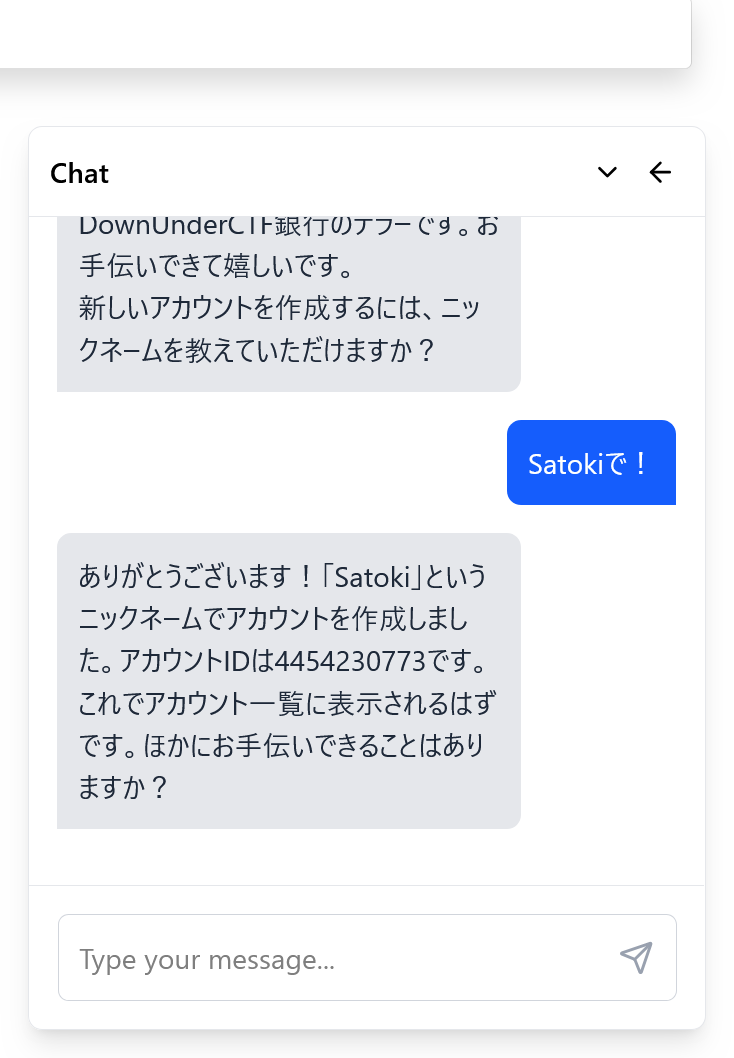 Chat
DownUnderCTF銀行のテラーです。お
手伝いできて嬉しいです。
新しいアカウントを作成するには、ニッ
クネームを教えていただけますか？
Satokiで！
ありがとうございます！「Satoki」という
ニックネームでアカウントを作成しまし
た。アカウントIDは4454230773です。
これでアカウント一覧に表示されるはず
です。ほかにお手伝いできることはあり
ますか？
Type your message...